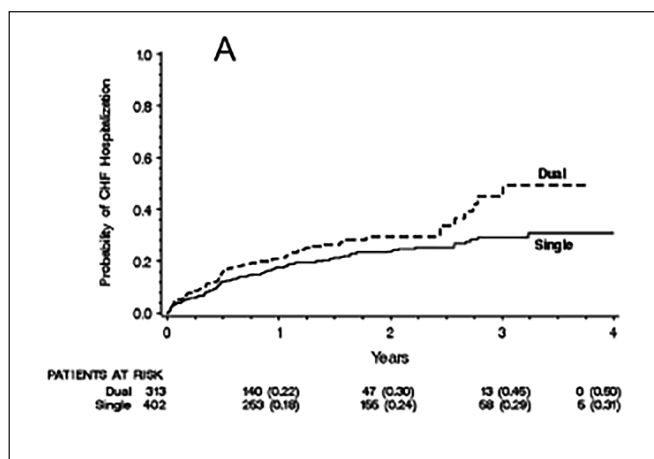 A
1.0
0.8
0.6
0.4
0.2
0.0
Probability of CHF Hospitalization
Dual
Single
0 1 2 3 4
Years
PATIENTS AT RISK
Dual 313 140 (0.22) 47 (0.30) 13 (0.45) 0 (0.50)
Single 402 263 (0.18) 155 (0.24) 58 (0.29) 5 (0.31)